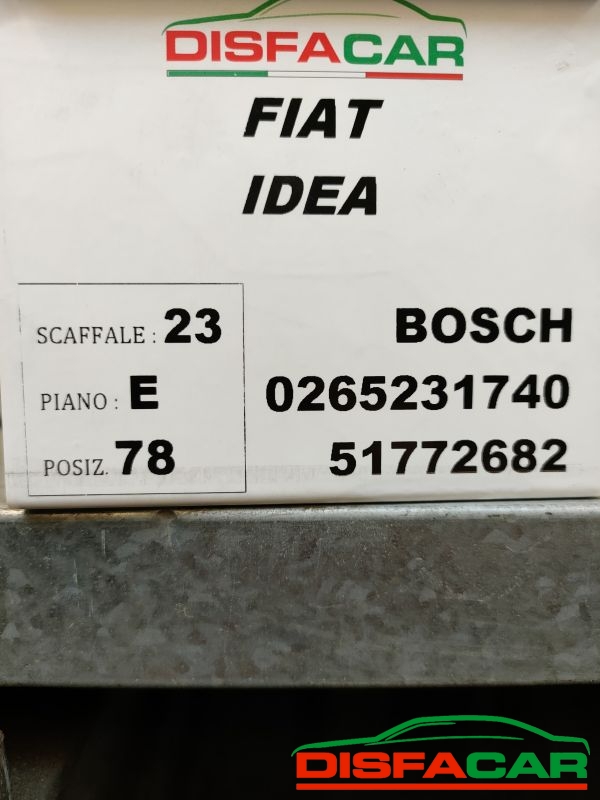 DISFACAR
FIAT
IDEA
SCAFFALE : 23
PIANO : E
POSIZ. 78
BOSCH
0265231740
51772682
DISFACAR